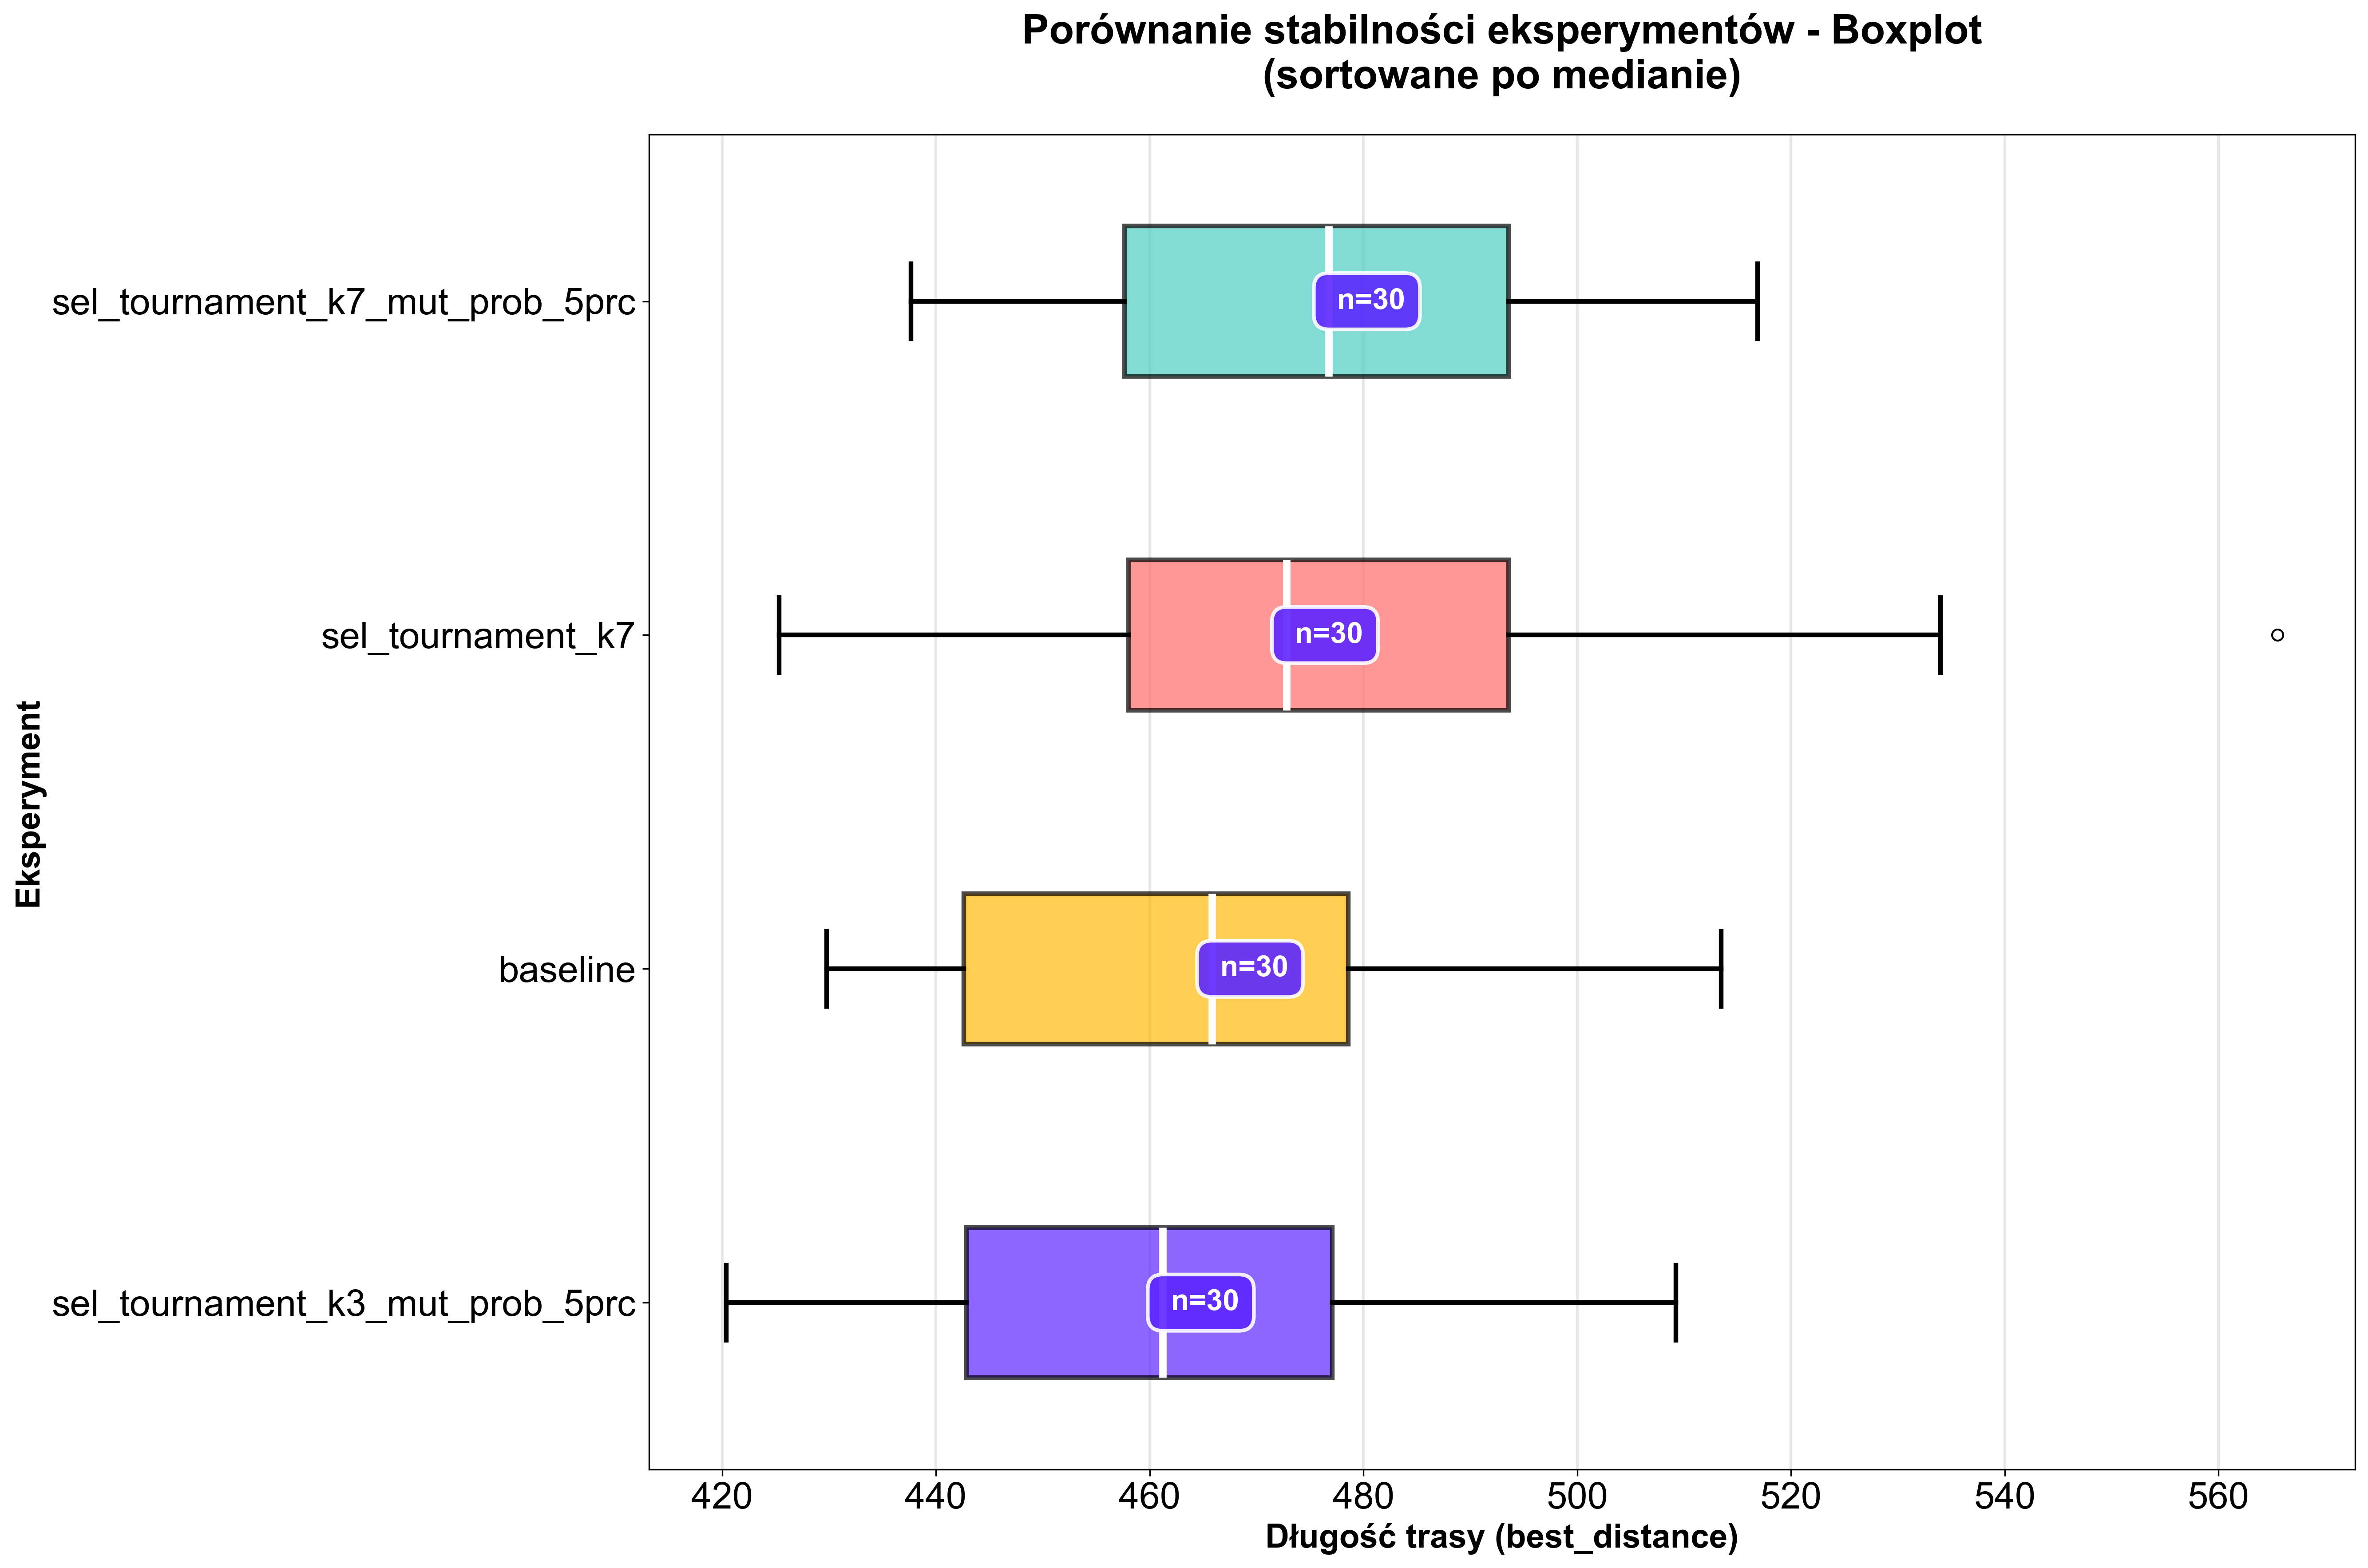 Porównanie stabilności eksperymentów - Boxplot
(sortowane po medianie)
Eksperyment
sel_tournament_k7_mut_prob_5prc
n=30
sel_tournament_k7
n=30
baseline
n=30
sel_tournament_k3_mut_prob_5prc
n=30
420 440 460 480 500 520 540 560
Długość trasy (best_distance)